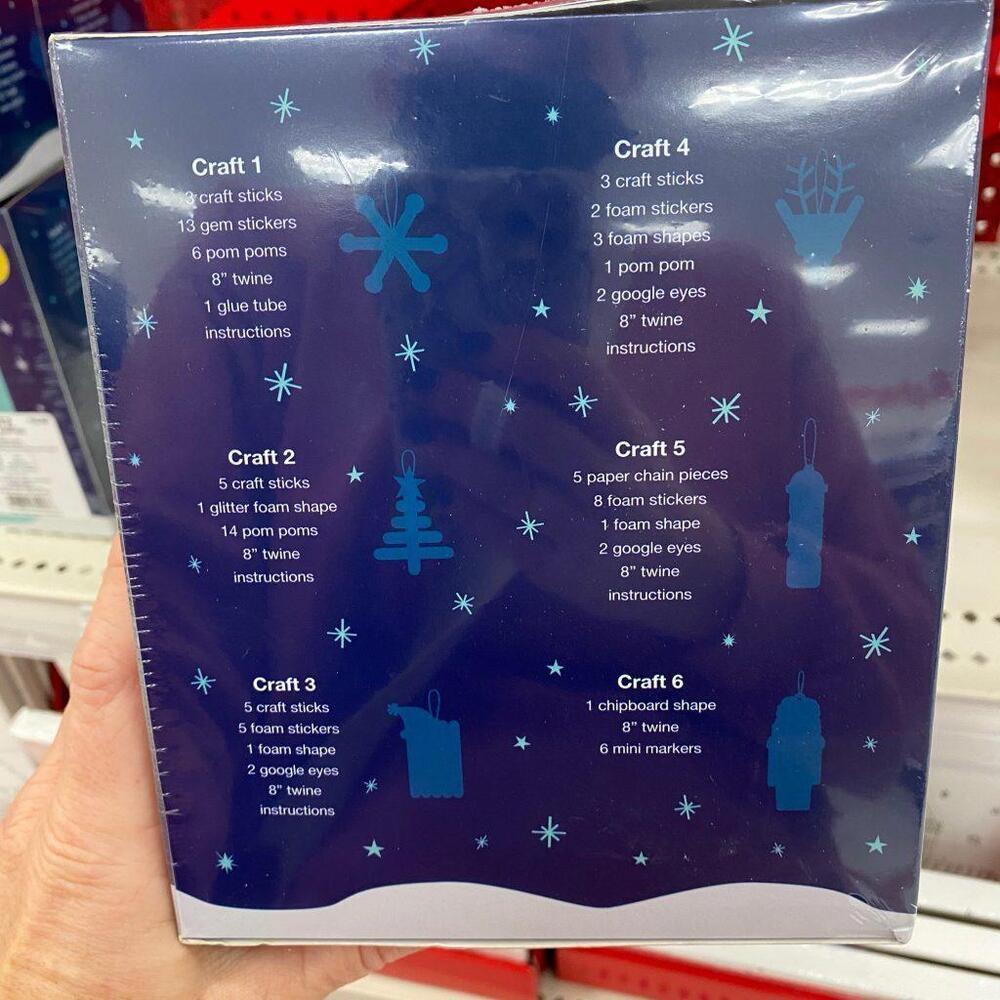 Craft 1
3 craft sticks
13 gem stickers
6 pom poms
8” twine
1 glue tube
instructions
Craft 2
5 craft sticks
1 glitter foam shape
14 pom poms
8” twine
instructions
Craft 3
5 craft sticks
5 foam stickers
1 foam shape
2 google eyes
8” twine
instructions
Craft 4
3 craft sticks
2 foam stickers
3 foam shapes
1 pom pom
2 google eyes
8” twine
instructions
Craft 5
5 paper chain pieces
8 foam stickers
1 foam shape
2 google eyes
8” twine
instructions
Craft 6
1 chipboard shape
8” twine
6 mini markers